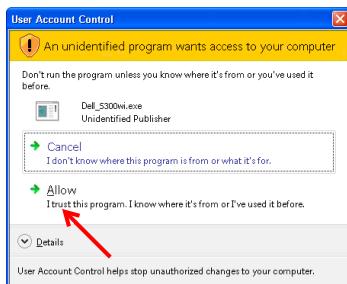 User Account Control
An unidentified program wants access to your computer
Don't run the program unless you know where it's from or you've used it
before.
Dell_5300wi.exe
Unidentified Publisher
Cancel
I don't know where this program is from or what it's for.
Allow
I trust this program. I know where it's from or I've used it before.
Details
User Account Control helps stop unauthorized changes to your computer.